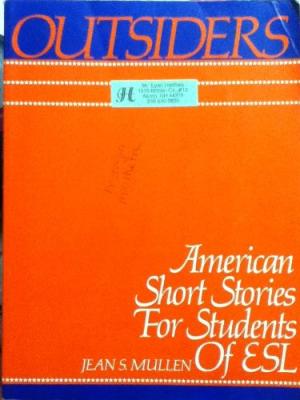 OUTSIDERS
H
American
Short Stories
For Students
JEAN S. MULLEN Of ESL